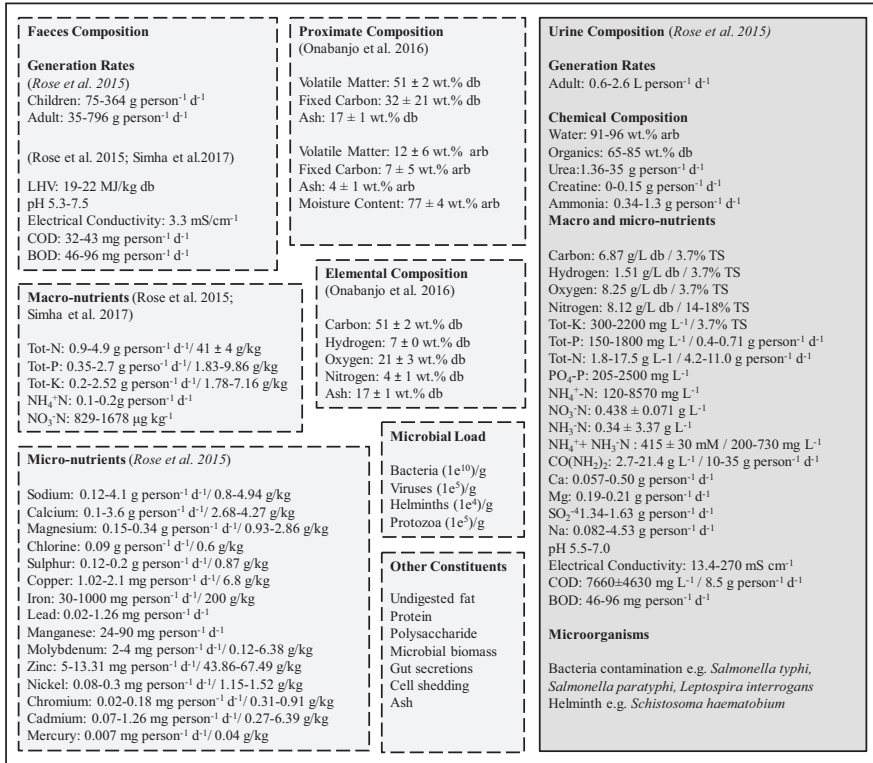 Faeces Composition
Generation Rates
(Rose et al. 2015)
Children: 75-364 g person⁻¹ d⁻¹
Adult: 35-796 g person⁻¹ d⁻¹
(Rose et al. 2015; Simha et al.2017)
LHV: 19-22 MJ/kg db
pH 5.3-7.5
Electrical Conductivity: 3.3 mS/cm⁻¹
COD: 32-43 mg person⁻¹ d⁻¹
BOD: 46-96 mg person⁻¹ d⁻¹
Macro-nutrients (Rose et al. 2015;
Simha et al. 2017)
Tot-N: 0.9-4.9 g person⁻¹ d⁻¹/ 41 ± 4 g/kg
Tot-P: 0.35-2.7 g perso⁻¹ d⁻¹/ 1.83-9.86 g/kg
Tot-K: 0.2-2.52 g person⁻¹ d⁻¹/ 1.78-7.16 g/kg
NH₄⁺N: 0.1-0.2g person⁻¹ d⁻¹
NO₃⁻N: 829-1678 µg kg⁻¹
Micro-nutrients (Rose et al. 2015)
Sodium: 0.12-4.1 g person⁻¹ d⁻¹/ 0.8-4.94 g/kg
Calcium: 0.1-3.6 g person⁻¹ d⁻¹/ 2.68-4.27 g/kg
Magnesium: 0.15-0.34 g person⁻¹ d⁻¹/ 0.93-2.86 g/kg
Chlorine: 0.09 g person⁻¹ d⁻¹/ 0.6 g/kg
Sulphur: 0.12-0.2 g person⁻¹ d⁻¹/ 0.87 g/kg
Copper: 1.02-2.1 mg person⁻¹ d⁻¹/ 6.8 g/kg
Iron: 30-1000 mg person⁻¹ d⁻¹/ 200 g/kg
Lead: 0.02-1.26 mg person⁻¹ d⁻¹
Manganese: 24-90 mg person⁻¹ d⁻¹
Molybdenum: 2-4 mg person⁻¹ d⁻¹/ 0.12-6.38 g/kg
Zinc: 5-13.31 mg person⁻¹ d⁻¹/ 43.86-67.49 g/kg
Nickel: 0.08-0.3 mg person⁻¹ d⁻¹/ 1.15-1.52 g/kg
Chromium: 0.02-0.18 mg person⁻¹ d⁻¹/ 0.31-0.91 g/kg
Cadmium: 0.07-1.26 mg person⁻¹ d⁻¹/ 0.27-6.39 g/kg
Mercury: 0.007 mg person⁻¹ d⁻¹/ 0.04 g/kg
Proximate Composition
(Onabanjo et al. 2016)
Volatile Matter: 51 ± 2 wt.% db
Fixed Carbon: 32 ± 21 wt.% db
Ash: 17 ± 1 wt.% db
Volatile Matter: 12 ± 6 wt.% arb
Fixed Carbon: 7 ± 5 wt.% arb
Ash: 4 ± 1 wt.% arb
Moisture Content: 77 ± 4 wt.% arb
Elemental Composition
(Onabanjo et al. 2016)
Carbon: 51 ± 2 wt.% db
Hydrogen: 7 ± 0 wt.% db
Oxygen: 21 ± 3 wt.% db
Nitrogen: 4 ± 1 wt.% db
Ash: 17 ± 1 wt.% db
Microbial Load
Bacteria (1e¹⁰)/g
Viruses (1e⁵)/g
Helminths (1e⁴)/g
Protozoa (1e⁵)/g
Other Constituents
Undigested fat
Protein
Polysaccharide
Microbial biomass
Gut secretions
Cell shedding
Ash
Urine Composition (Rose et al. 2015)
Generation Rates
Adult: 0.6-2.6 L person⁻¹ d⁻¹
Chemical Composition
Water: 91-96 wt.% arb
Organics: 65-85 wt.% db
Urea:1.36-35 g person⁻¹ d⁻¹
Creatine: 0-0.15 g person⁻¹ d⁻¹
Ammonia: 0.34-1.3 g person⁻¹ d⁻¹
Macro and micro-nutrients
Carbon: 6.87 g/L db / 3.7% TS
Hydrogen: 1.51 g/L db / 3.7% TS
Oxygen: 8.25 g/L db / 3.7% TS
Nitrogen: 8.12 g/L db / 14-18% TS
Tot-K: 300-2200 mg L⁻¹ / 3.7% TS
Tot-P: 150-1800 mg L⁻¹ / 0.4-0.71 g person⁻¹ d⁻¹
Tot-N: 1.8-17.5 g L-1 / 4.2-11.0 g person⁻¹ d⁻¹
PO₄-P: 205-2500 mg L⁻¹
NH₄⁺-N: 120-8570 mg L⁻¹
NO₃⁻N: 0.438 ± 0.071 g L⁻¹
NH₃⁻N: 0.34 ± 3.37 g L⁻¹
NH₄⁺+ NH₃⁻N : 415 ± 30 mM / 200-730 mg L⁻¹
CO(NH₂)₂: 2.7-21.4 g L⁻¹ / 10-35 g person⁻¹ d⁻¹
Ca: 0.057-0.50 g person⁻¹ d⁻¹
Mg: 0.19-0.21 g person⁻¹ d⁻¹
SO₂⁻⁴1.34-1.63 g person⁻¹ d⁻¹
Na: 0.082-4.53 g person⁻¹ d⁻¹
pH 5.5-7.0
Electrical Conductivity: 13.4-270 mS cm⁻¹
COD: 7660±4630 mg L⁻¹ / 8.5 g person⁻¹ d⁻¹
BOD: 46-96 mg person⁻¹ d⁻¹
Microorganisms
Bacteria contamination e.g. Salmonella typhi,
Salmonella paratyphi, Leptospira interrogans
Helminth e.g. Schistosoma haematobium